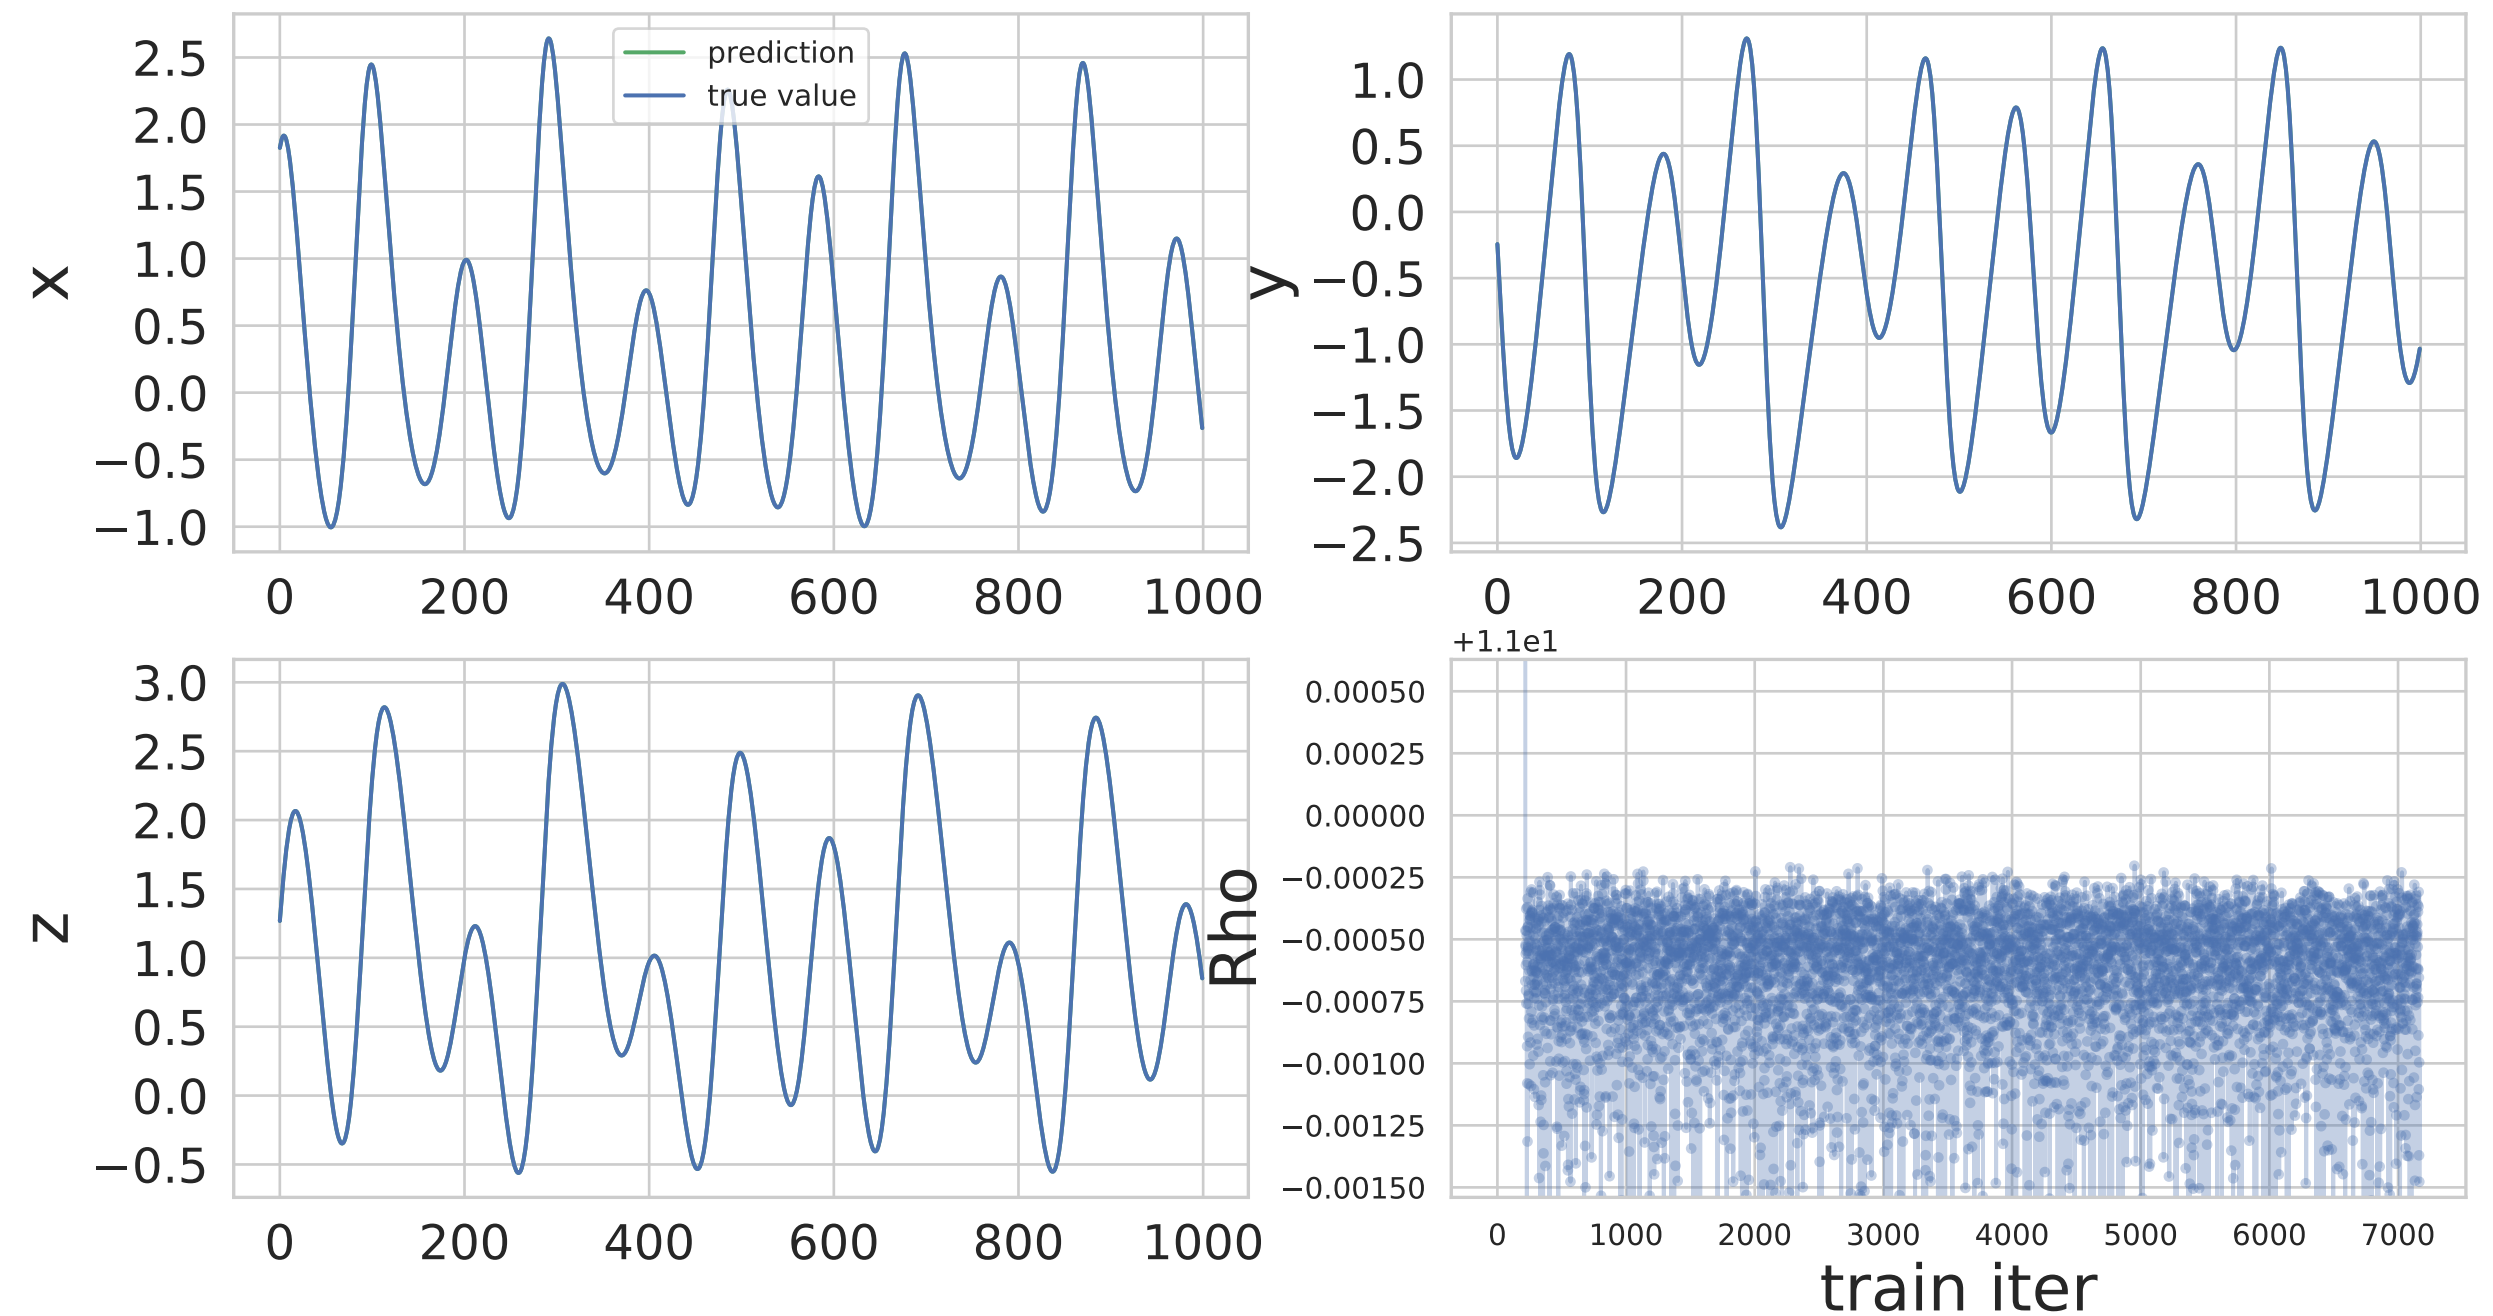 2.5
2.0
1.5
1.0
0.5
0.0
−0.5
−1.0
x
prediction
true value
0 200 400 600 800 1000
1.0
0.5
0.0
−0.5
−1.0
−1.5
−2.0
−2.5
y
0 200 400 600 800 1000
3.0
2.5
2.0
1.5
1.0
0.5
0.0
−0.5
z
0 200 400 600 800 1000
+1.1e1
0.00050
0.00025
0.00000
−0.00025
−0.00050
−0.00075
−0.00100
−0.00125
−0.00150
Rho
0 1000 2000 3000 4000 5000 6000 7000
train iter